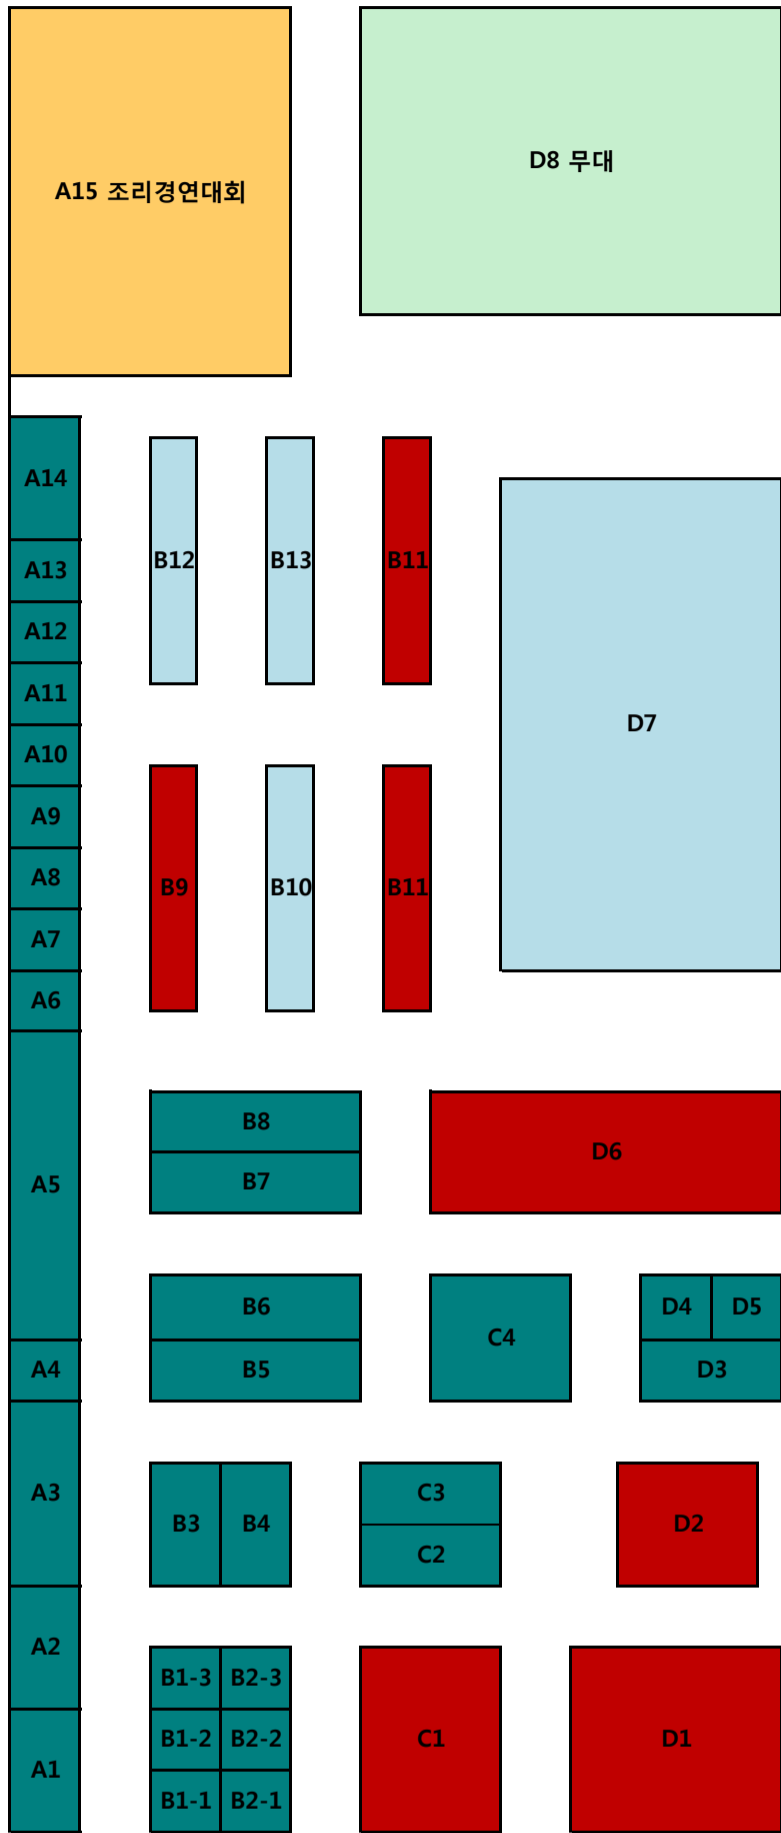 A15 조리경연대회
D8 무대
A14
A13
A12
A11
A10
A9
A8
A7
A6
A5
A4
A3
A2
A1
B12
B13
B11
D7
B9
B10
B11
B8
B7
D6
B6
B5
C4
D4
D5
D3
B3
B4
C3
C2
D2
B1-3
B2-3
B1-2
B2-2
B1-1
B2-1
C1
D1